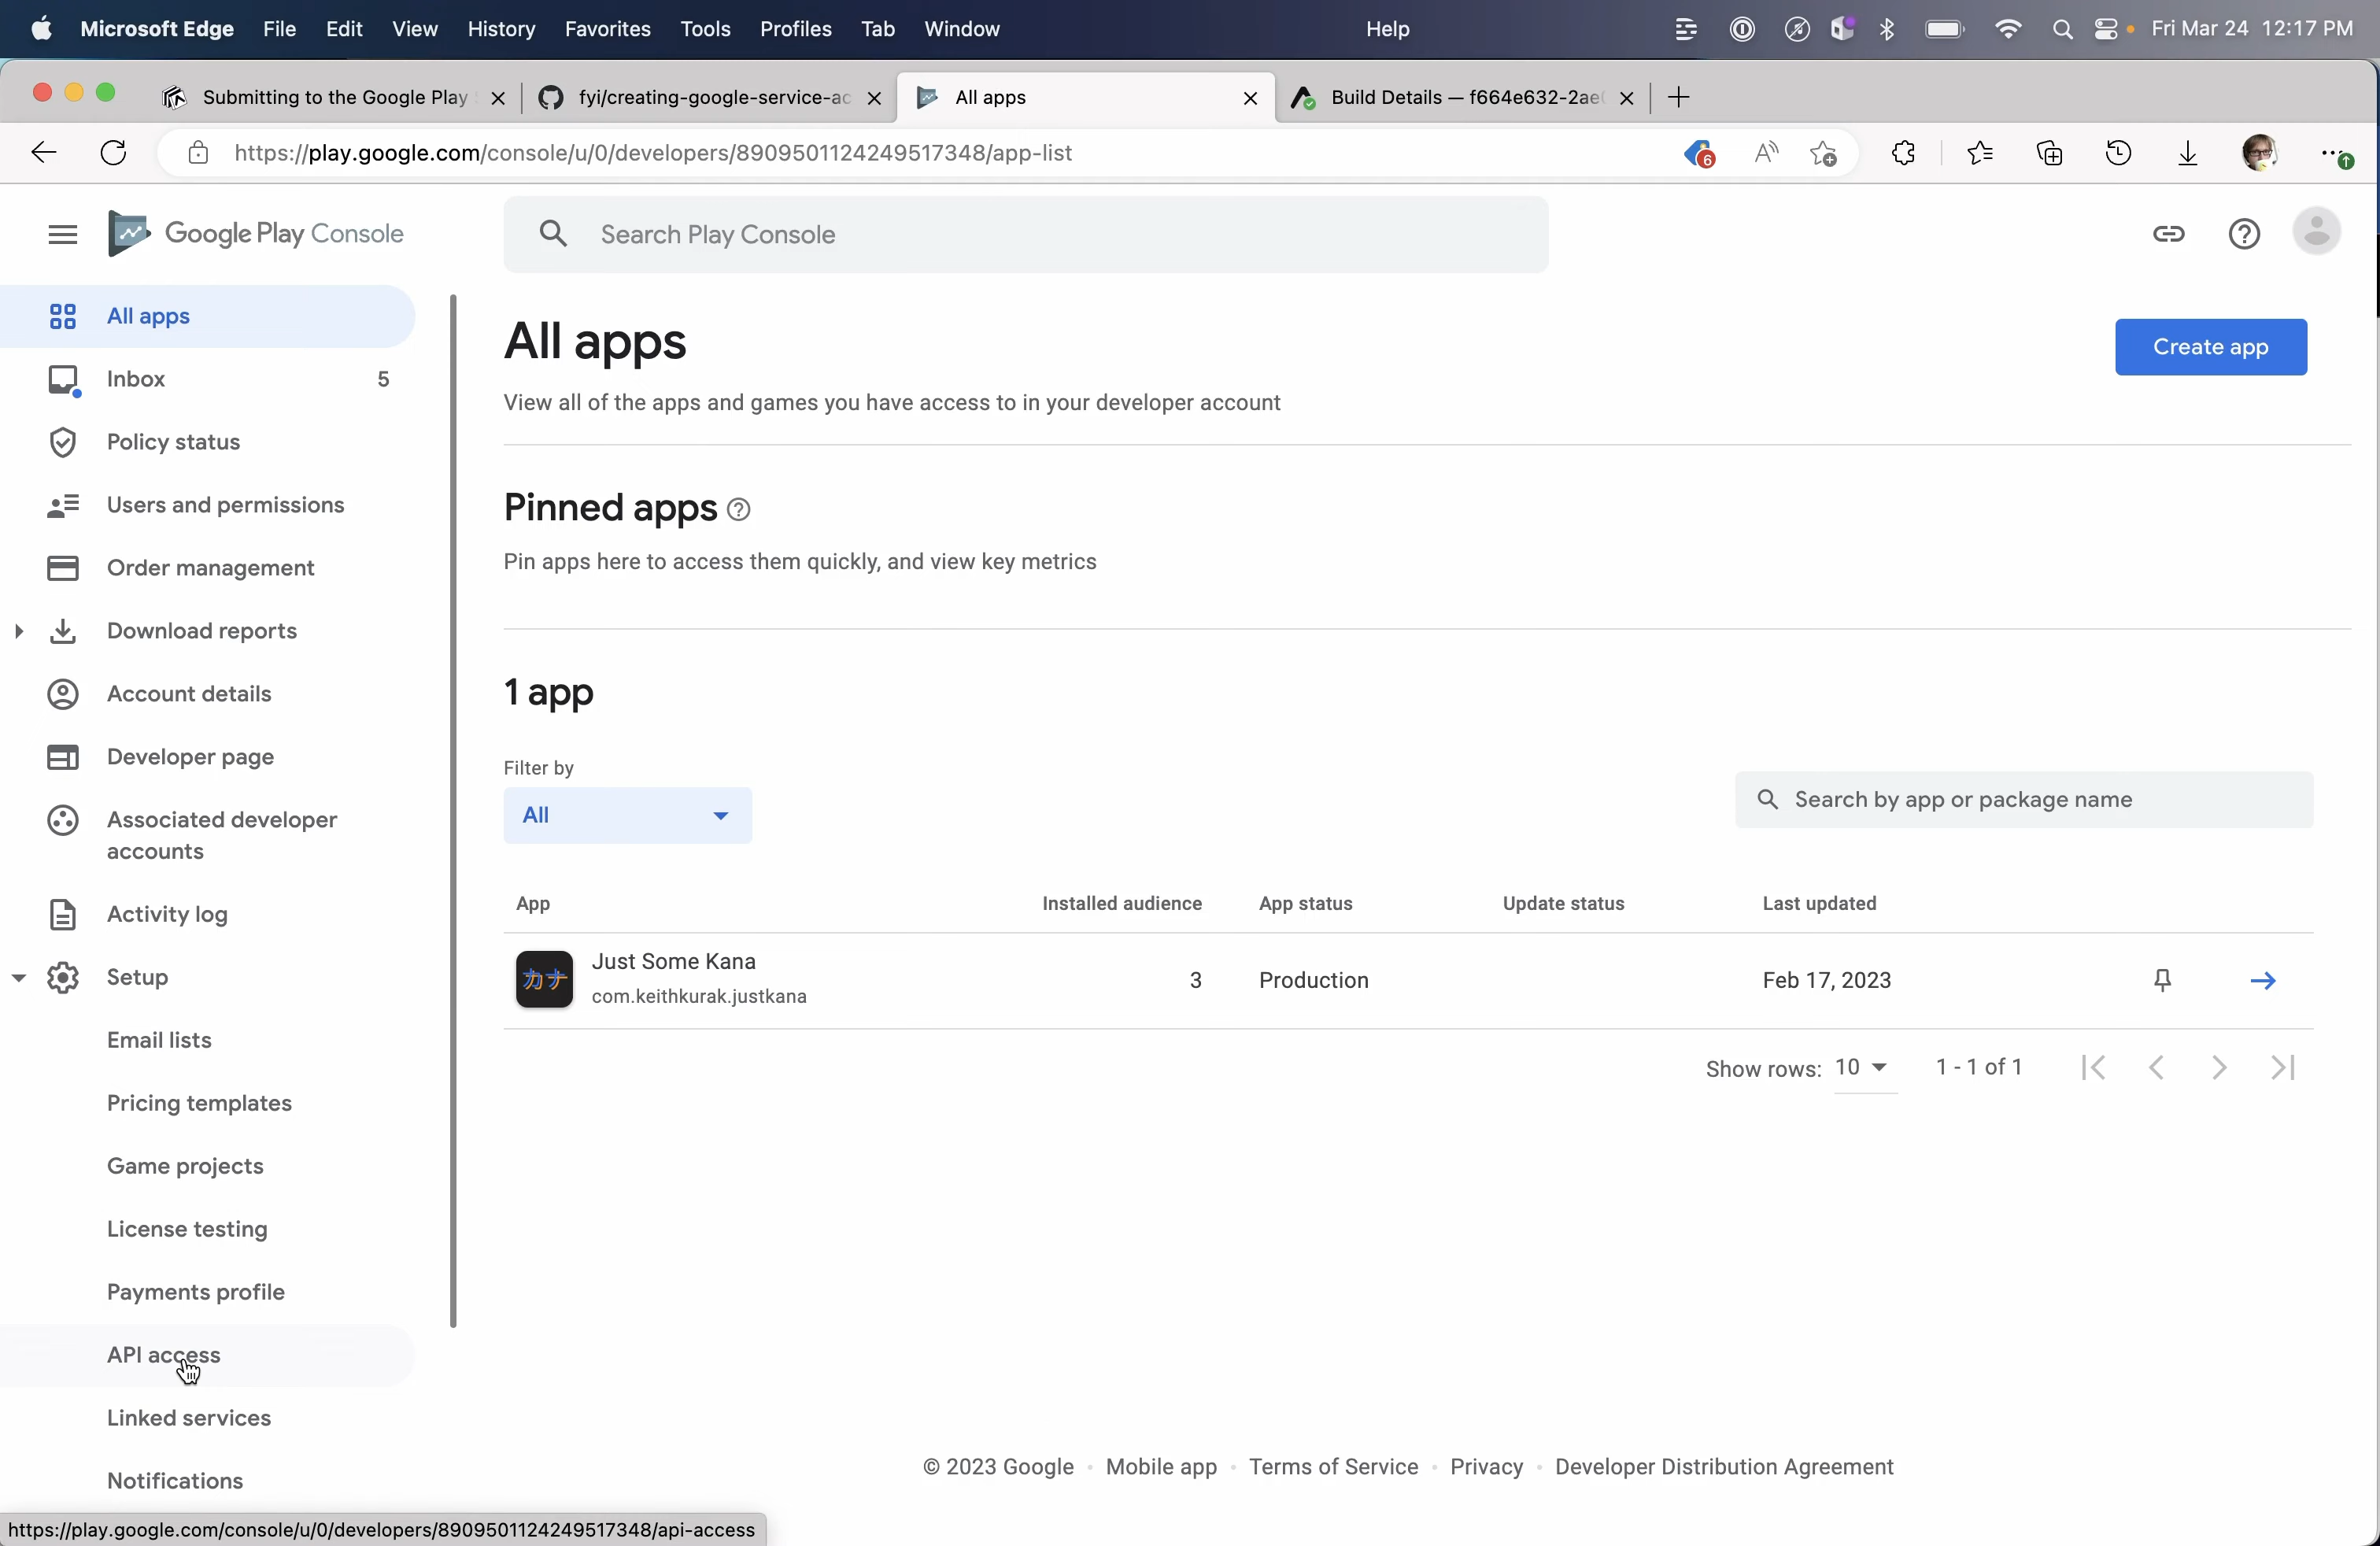 Microsoft Edge File Edit View History Favorites Tools Profiles Tab Window Help Fri Mar 24 12:17 PM
Submitting to the Google Play
fyi/creating-google-service-ac
All apps
Build Details — f664e632-2ae
https://play.google.com/console/u/0/developers/8909501124249517348/app-list
6
Google Play Console
Search Play Console
All apps
Inbox 5
Policy status
Users and permissions
Order management
Download reports
Account details
Developer page
Associated developer
accounts
Activity log
Setup
Email lists
Pricing templates
Game projects
License testing
Payments profile
API access
Linked services
Notifications
https://play.google.com/console/u/0/developers/8909501124249517348/api-access
All apps
Create app
View all of the apps and games you have access to in your developer account
Pinned apps
Pin apps here to access them quickly, and view key metrics
1 app
Filter by
All
Search by app or package name
App Installed audience App status Update status Last updated
カナ
Just Some Kana
com.keithkurak.justkana
3 Production Feb 17, 2023
Show rows: 10 1 - 1 of 1
© 2023 Google · Mobile app · Terms of Service · Privacy · Developer Distribution Agreement